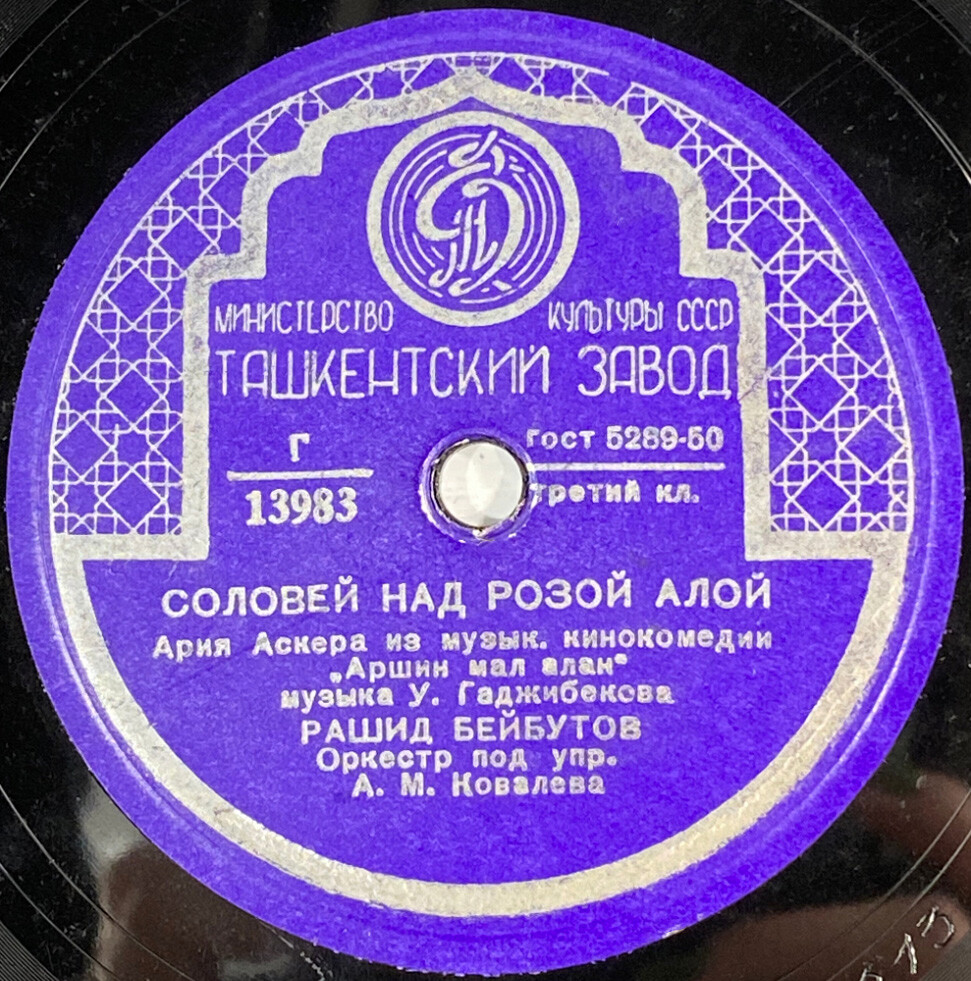 МИНИСТЕРСТВО КУЛЬТУРЫ СССР
ТАШКЕНТСКИЙ ЗАВОД
Г
13983
Гост 5289-50
третий кл.
СОЛОВЕЙ НАД РОЗОЙ АЛОЙ
Ария Аскера из музык. кинокомедии
„Аршин мал алан“
музыка У. Гаджибекова
РАШИД БЕЙБУТОВ
Оркестр под упр.
А. М. Ковалева